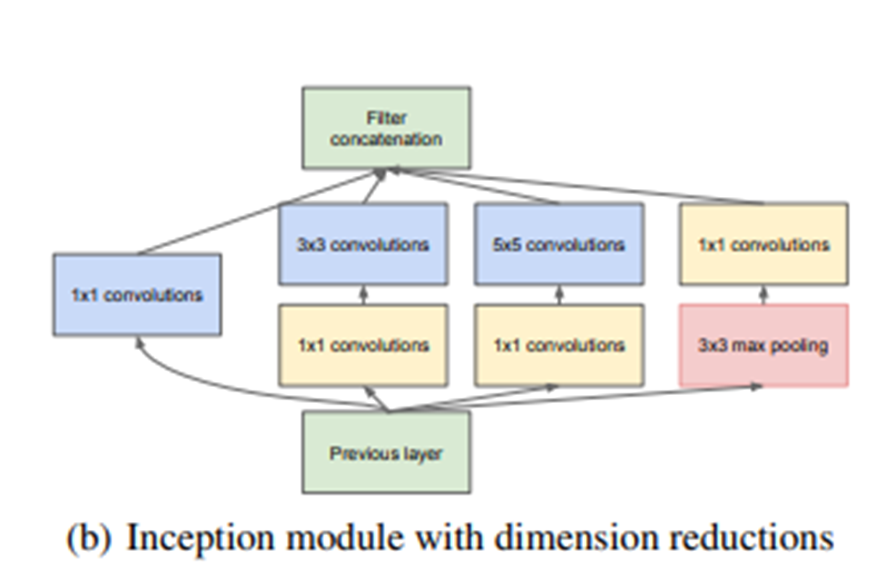 Filter
concatenation
3x3 convolutions
5x5 convolutions
1x1 convolutions
1x1 convolutions
1x1 convolutions
1x1 convolutions
3x3 max pooling
Previous layer
(b) Inception module with dimension reductions